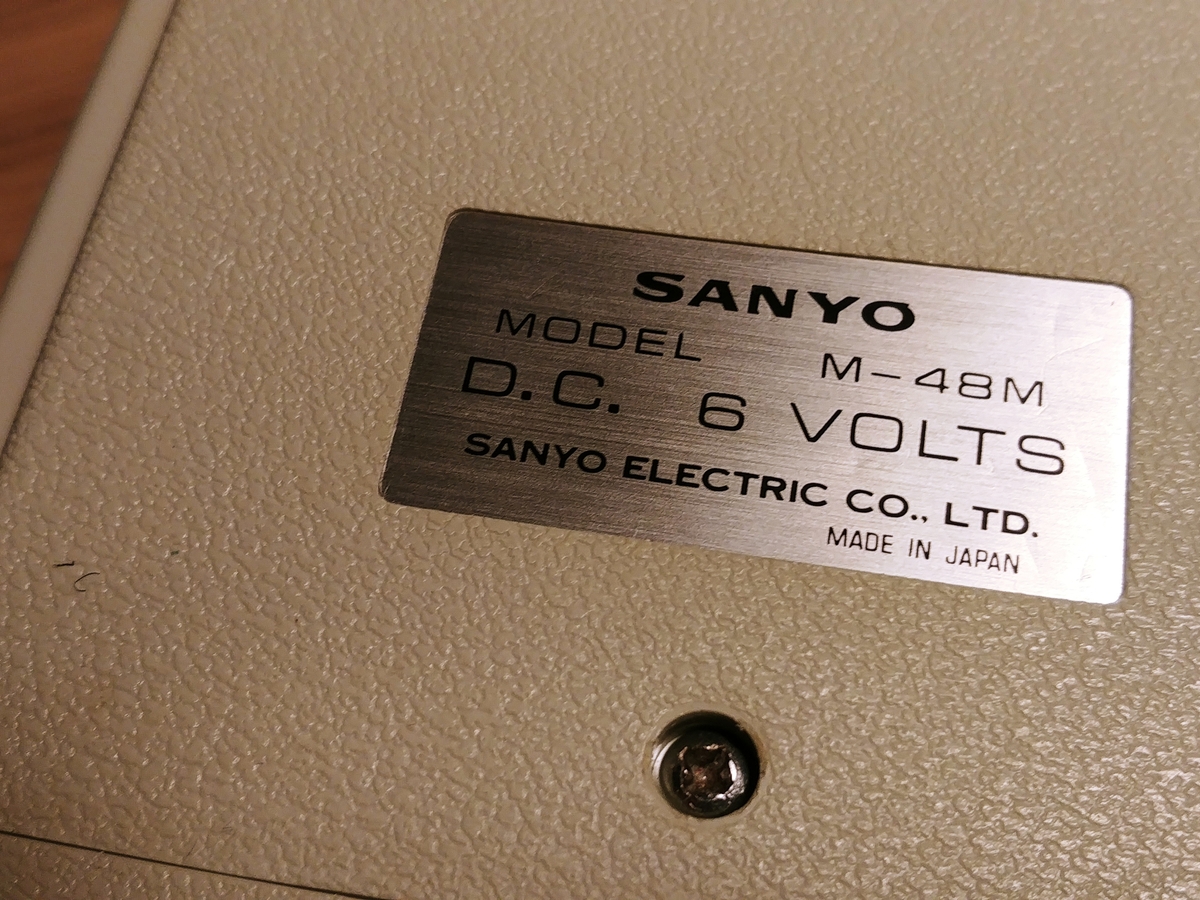 SANYO
MODEL M-48M
D.C. 6 VOLTS
SANYO ELECTRIC CO., LTD.
MADE IN JAPAN